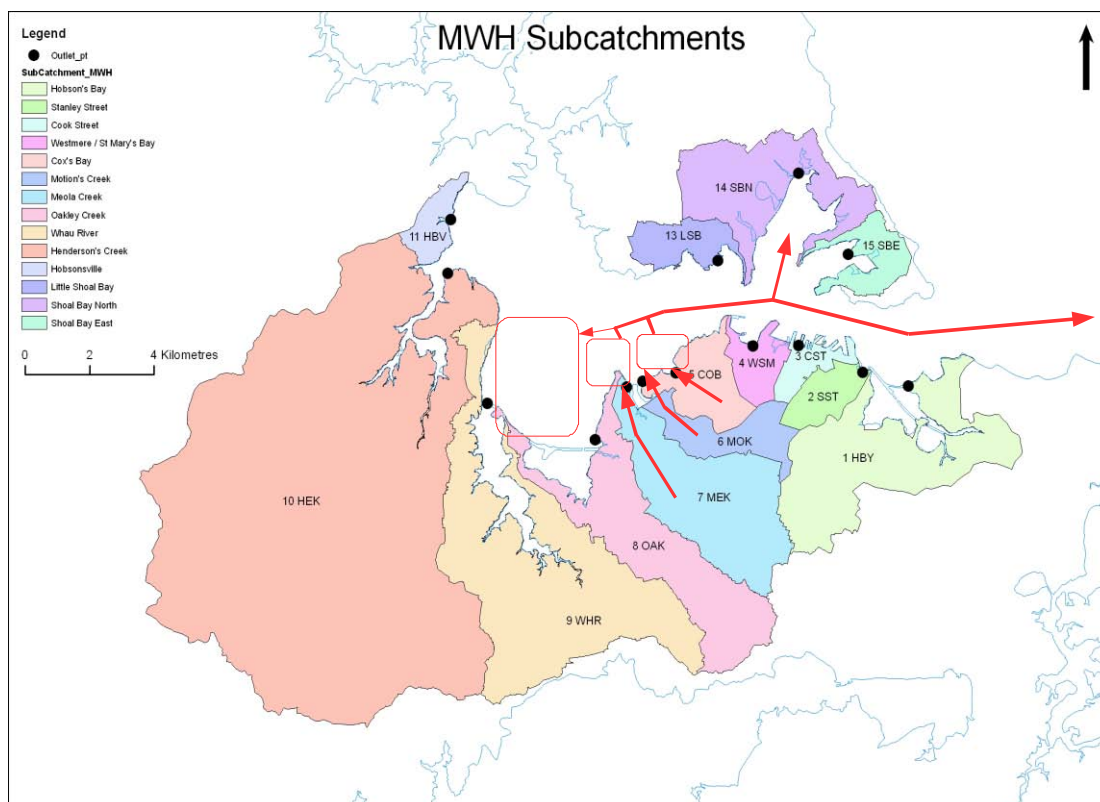 MWH Subcatchments
Legend
Outlet_pt
SubCatchment_MWH
Hobson's Bay
Stanley Street
Cook Street
Westmere / St Mary's Bay
Cox's Bay
Motion's Creek
Meola Creek
Oakley Creek
Whau River
Henderson's Creek
Hobsonsville
Little Shoal Bay
Shoal Bay North
Shoal Bay East
0 2 4 Kilometres
14 SBN
11 HBV
13 LSB
15 SBE
3 CST
4 WSM
5 COB
2 SST
6 MOK
1 HBY
10 HEK
7 MEK
8 OAK
9 WHR